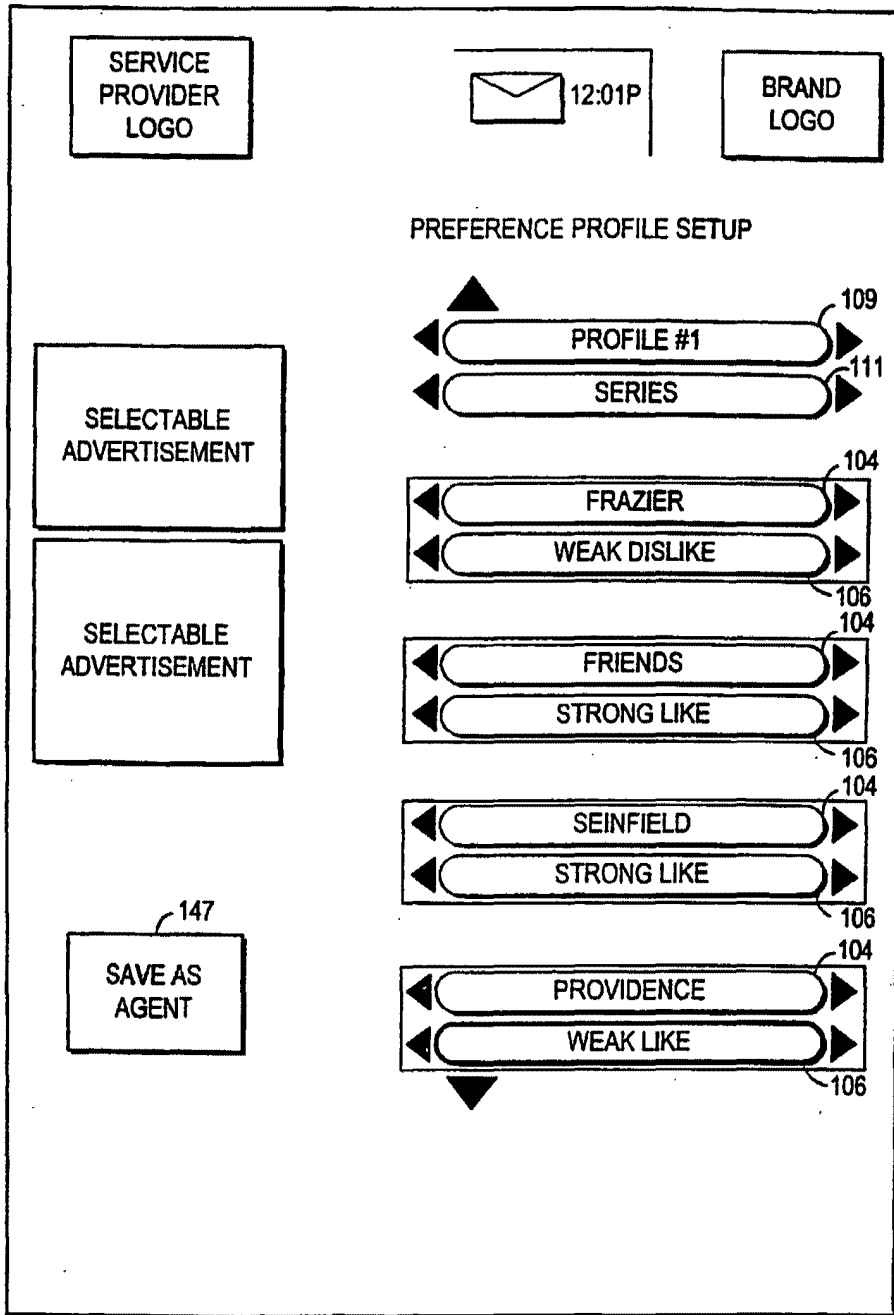 SERVICE
PROVIDER
LOGO
12:01P
BRAND
LOGO
PREFERENCE PROFILE SETUP
109
PROFILE #1
111
SERIES
SELECTABLE
ADVERTISEMENT
104
FRAZIER
WEAK DISLIKE
106
SELECTABLE
ADVERTISEMENT
104
FRIENDS
STRONG LIKE
106
104
SEINFIELD
STRONG LIKE
106
147
SAVE AS
AGENT
104
PROVIDENCE
WEAK LIKE
106